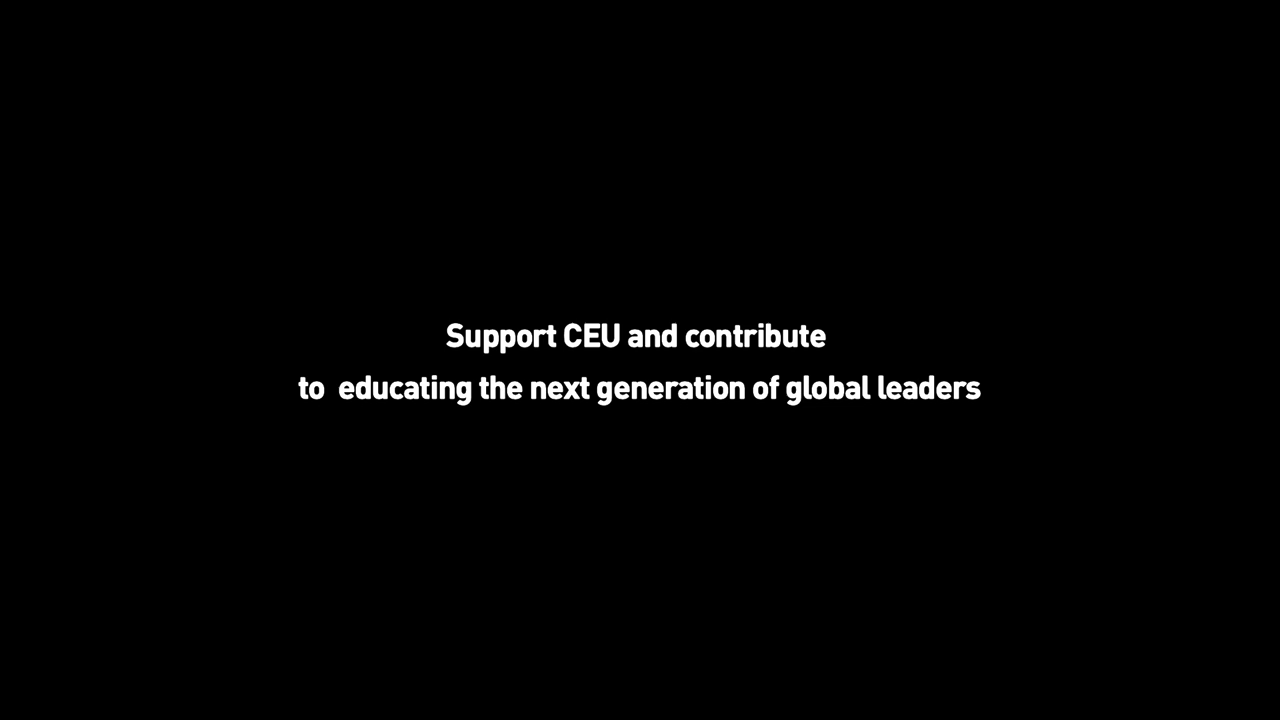 Support CEU and contribute
to  educating the next generation of global leaders